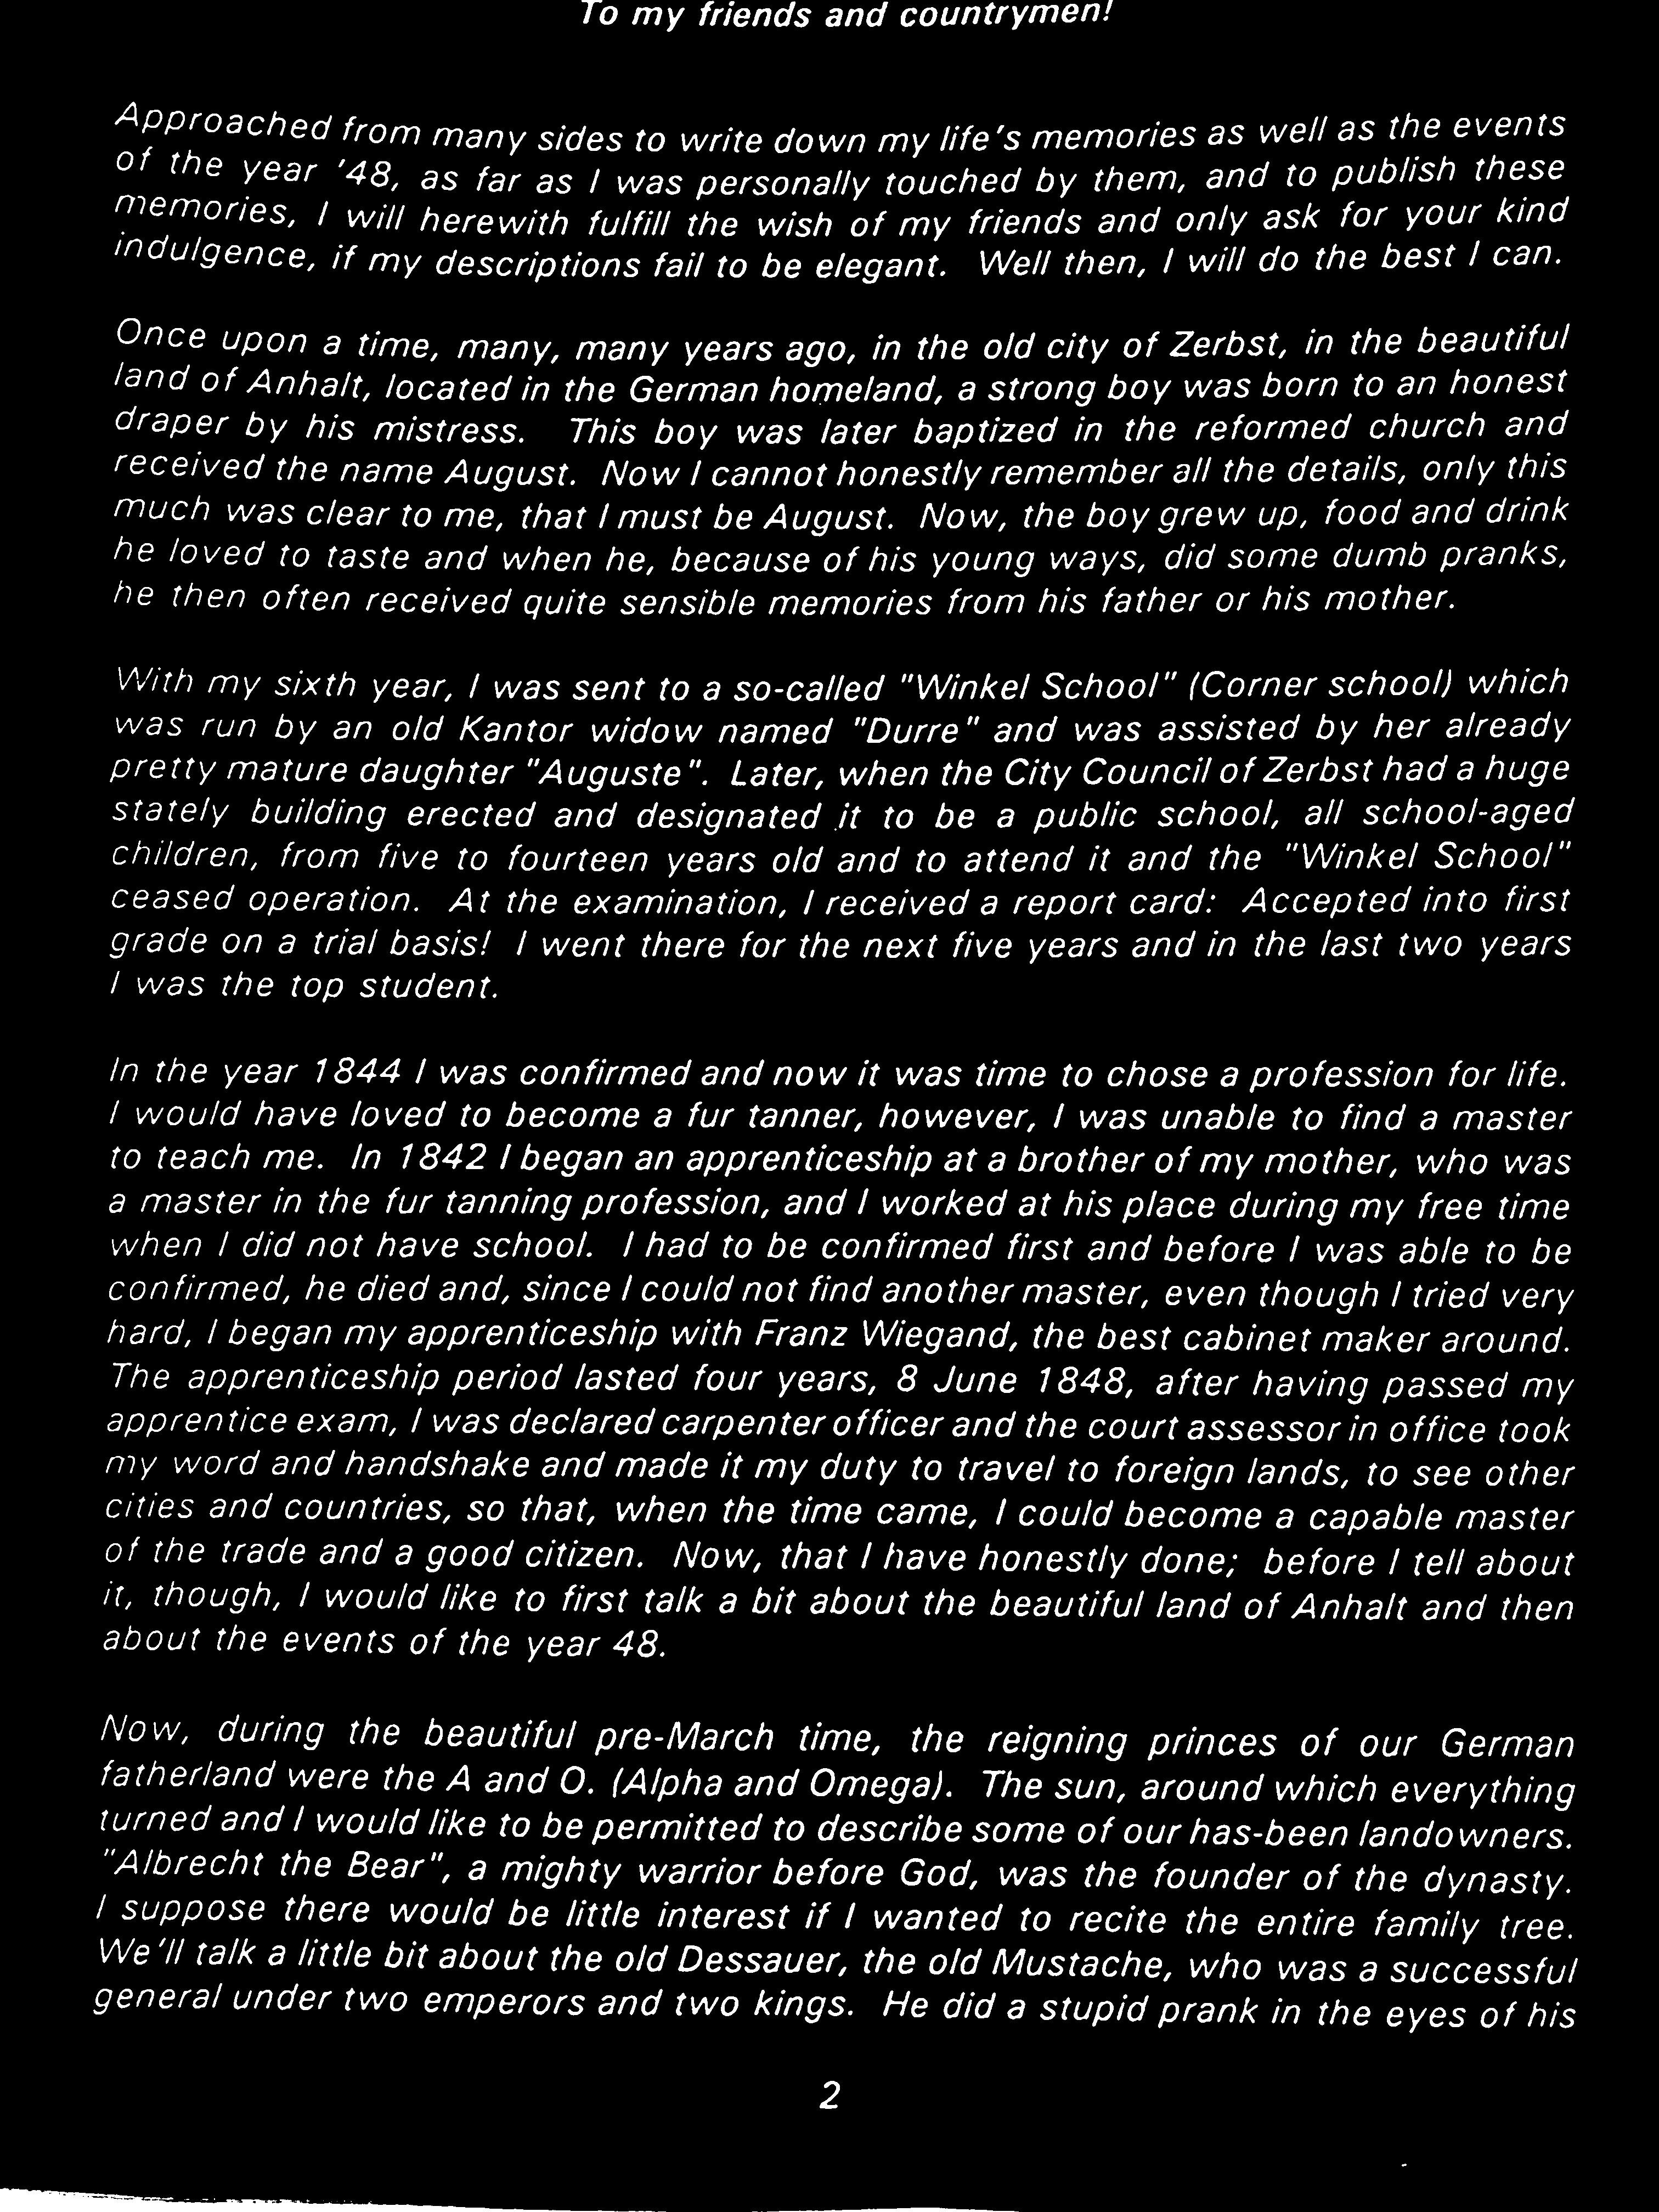 To my friends and countrymen!
Approached from many sides to write down my life's memories as well as the events
of the year '48, as far as I was personally touched by them, and to publish these
memories, I will herewith fulfill the wish of my friends and only ask for your kind
indulgence, if my descriptions fail to be elegant. Well then, I will do the best I can.
Once upon a time, many, many years ago, in the old city of Zerbst, in the beautiful
land of Anhalt, located in the German homeland, a strong boy was born to an honest
draper by his mistress. This boy was later baptized in the reformed church and
received the name August. Now I cannot honestly remember all the details, only this
much was clear to me, that I must be August. Now, the boy grew up, food and drink
he loved to taste and when he, because of his young ways, did some dumb pranks,
he then often received quite sensible memories from his father or his mother.
With my sixth year, I was sent to a so-called "Winkel School" (Corner school) which
was run by an old Kantor widow named "Durre" and was assisted by her already
pretty mature daughter "Auguste". Later, when the City Council of Zerbst had a huge
stately building erected and designated it to be a public school, all school-aged
children, from five to fourteen years old and to attend it and the "Winkel School"
ceased operation. At the examination, I received a report card: Accepted into first
grade on a trial basis! I went there for the next five years and in the last two years
I was the top student.
In the year 1844 I was confirmed and now it was time to chose a profession for life.
I would have loved to become a fur tanner, however, I was unable to find a master
to teach me. In 1842 I began an apprenticeship at a brother of my mother, who was
a master in the fur tanning profession, and I worked at his place during my free time
when I did not have school. I had to be confirmed first and before I was able to be
confirmed, he died and, since I could not find another master, even though I tried very
hard, I began my apprenticeship with Franz Wiegand, the best cabinet maker around.
The apprenticeship period lasted four years, 8 June 1848, after having passed my
apprentice exam, I was declared carpenter officer and the court assessor in office took
my word and handshake and made it my duty to travel to foreign lands, to see other
cities and countries, so that, when the time came, I could become a capable master
of the trade and a good citizen. Now, that I have honestly done; before I tell about
it, though, I would like to first talk a bit about the beautiful land of Anhalt and then
about the events of the year 48.
Now, during the beautiful pre-March time, the reigning princes of our German
fatherland were the A and O. (Alpha and Omega). The sun, around which everything
turned and I would like to be permitted to describe some of our has-been landowners.
"Albrecht the Bear", a mighty warrior before God, was the founder of the dynasty.
I suppose there would be little interest if I wanted to recite the entire family tree.
We'll talk a little bit about the old Dessauer, the old Mustache, who was a successful
general under two emperors and two kings. He did a stupid prank in the eyes of his
2